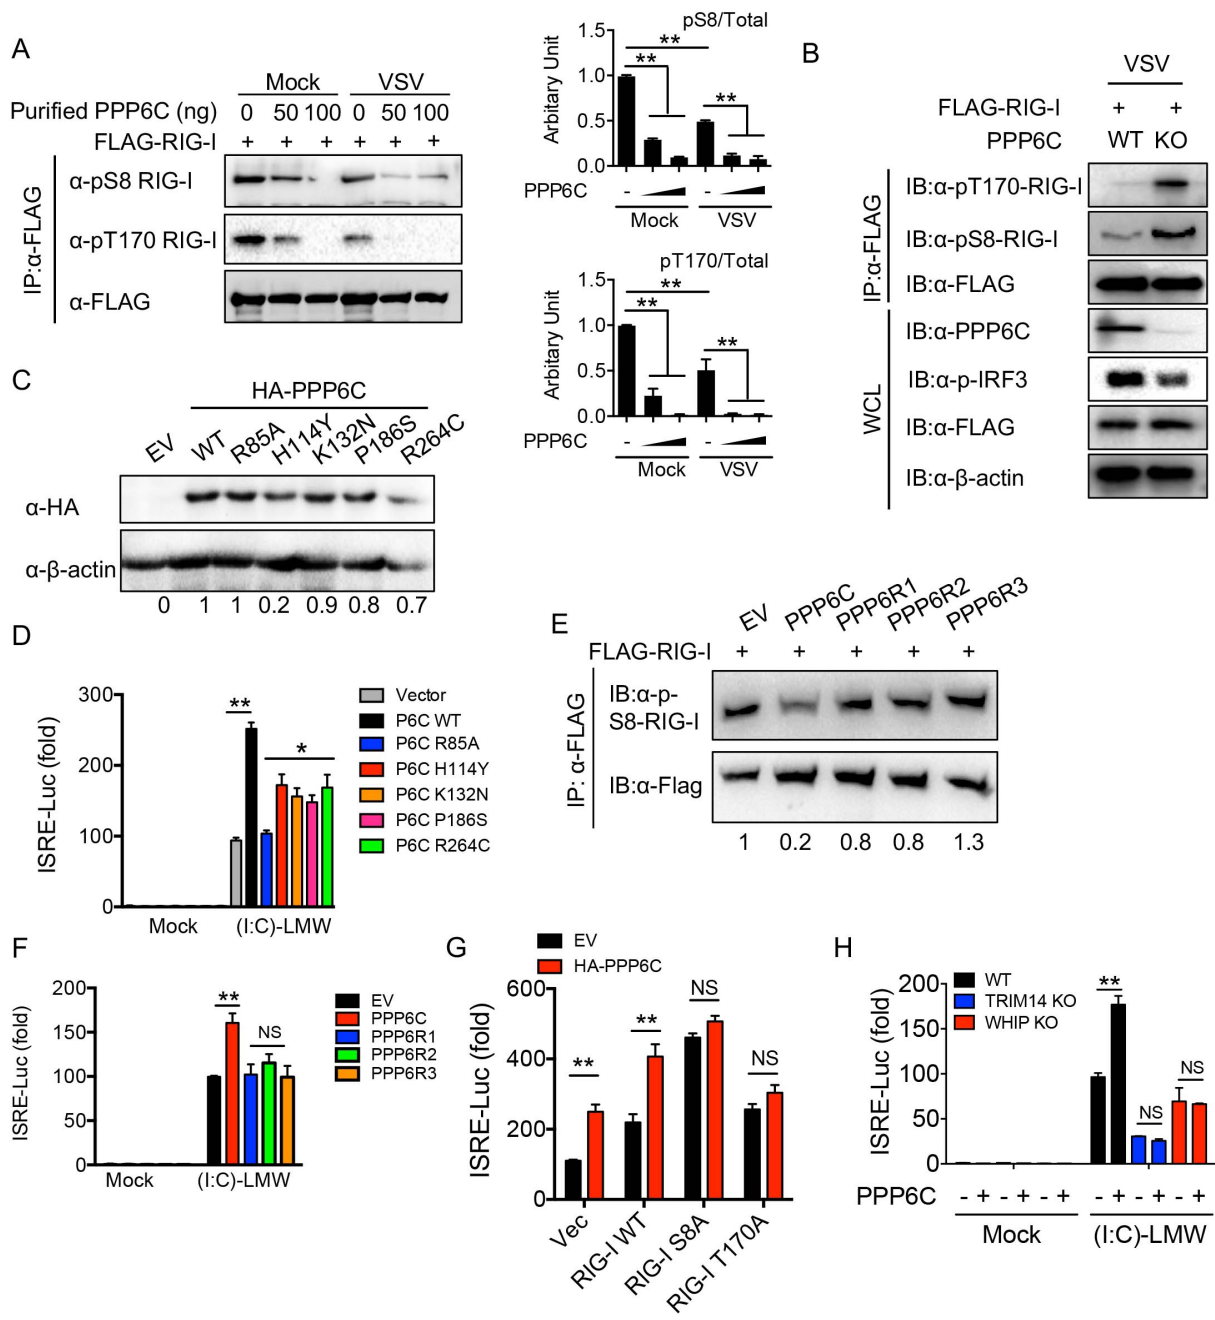 A
Mock VSV
Purified PPP6C (ng) 0 50 100 0 50 100
FLAG-RIG-I + + + + + +
IP:α-FLAG
α-pS8 RIG-I
α-pT170 RIG-I
α-FLAG
pS8/Total
Arbitary Unit
1.5
1.0
0.5
0.0
** ** **
PPP6C - -
Mock VSV
pT170/Total
Arbitary Unit
1.5
1.0
0.5
0.0
** ** **
PPP6C - -
Mock VSV
B
VSV
FLAG-RIG-I + +
PPP6C WT KO
IP:α-FLAG
IB:α-pT170-RIG-I
IB:α-pS8-RIG-I
IB:α-FLAG
WCL
IB:α-PPP6C
IB:α-p-IRF3
IB:α-FLAG
IB:α-β-actin
C
HA-PPP6C
EV WT R85A H114Y K132N P186S R264C
α-HA
α-β-actin
0 1 1 0.2 0.9 0.8 0.7
D
ISRE-Luc (fold)
300
200
100
0
** *
Mock (I:C)-LMW
Vector
P6C WT
P6C R85A
P6C H114Y
P6C K132N
P6C P186S
P6C R264C
E
EV PPP6C PPP6R1 PPP6R2 PPP6R3
FLAG-RIG-I + + + + +
IP: α-FLAG
IB:α-p-
S8-RIG-I
IB:α-Flag
1 0.2 0.8 0.8 1.3
F
ISRE-Luc (fold)
200
150
100
50
0
** NS
Mock (I:C)-LMW
EV
PPP6C
PPP6R1
PPP6R2
PPP6R3
G
EV
HA-PPP6C
ISRE-Luc (fold)
600
400
200
0
** ** NS NS
Vec RIG-I WT RIG-I S8A RIG-I T170A
H
WT
TRIM14 KO
WHIP KO
ISRE-Luc (fold)
200
150
100
50
0
** NS NS
PPP6C - + - + - + - + - + - +
Mock (I:C)-LMW